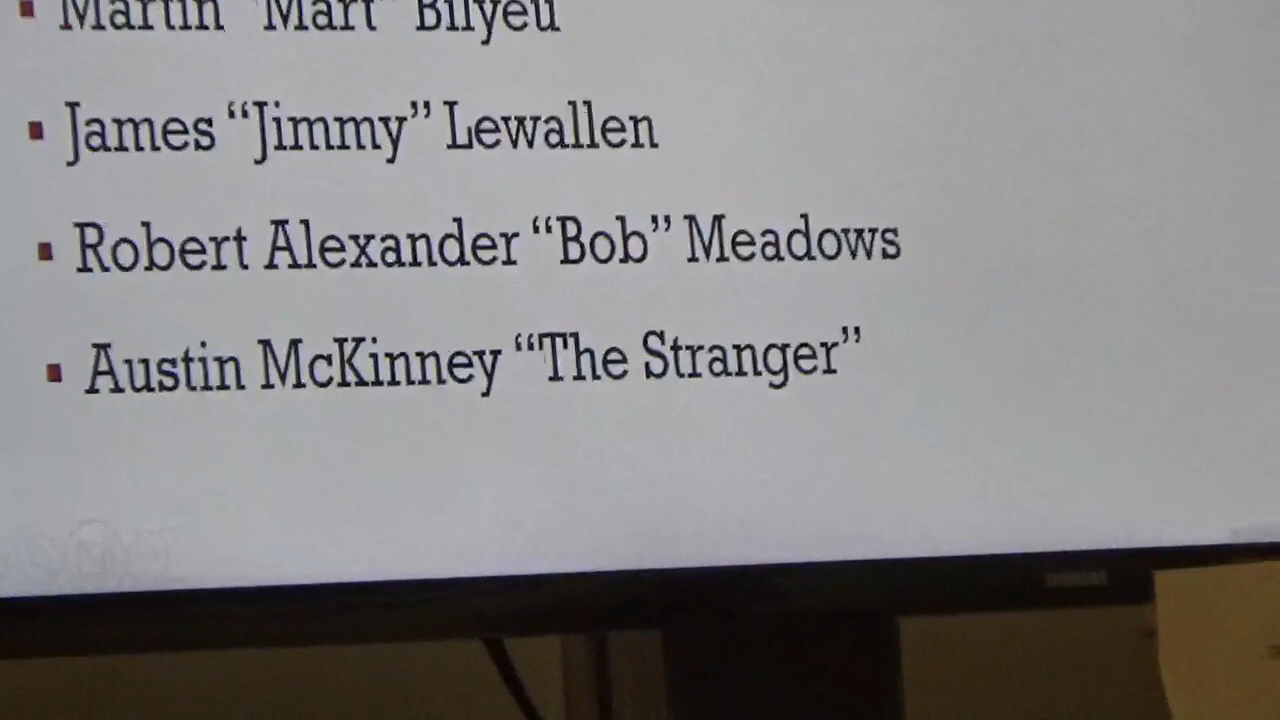 Martin "Mart" Bilyeu
James “Jimmy” Lewallen
Robert Alexander “Bob” Meadows
Austin McKinney “The Stranger”